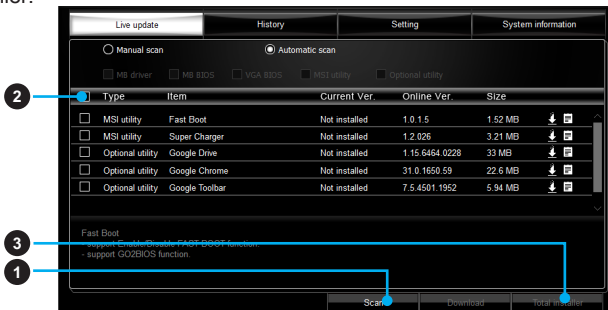 Live update History Setting System information
Manual scan Automatic scan
MB driver MB BIOS VGA BIOS MSI utility Optional utility
2
Type Item Current Ver. Online Ver. Size
MSI utility Fast Boot Not installed 1.0.1.5 1.52 MB
MSI utility Super Charger Not installed 1.2.026 3.21 MB
Optional utility Google Drive Not installed 1.15.6464.0228 33 MB
Optional utility Google Chrome Not installed 31.0.1650.59 22.6 MB
Optional utility Google Toolbar Not installed 7.5.4501.1952 5.94 MB
Fast Boot
3
- support Enable/Disable FAST BOOT function.
- support GO2BIOS function.
1
Scan Download Total Installer